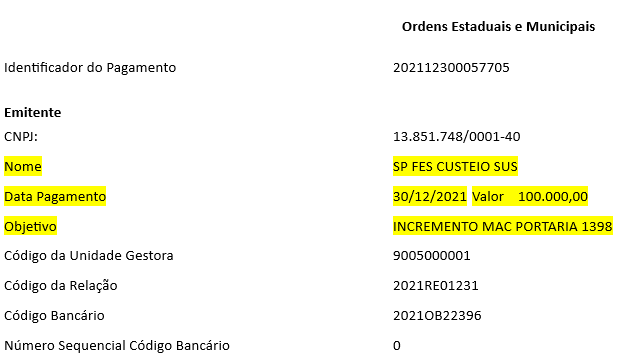 Ordens Estaduais e Municipais
Identificador do Pagamento 202112300057705
Emitente
CNPJ: 13.851.748/0001-40
Nome SP FES CUSTEIO SUS
Data Pagamento 30/12/2021 Valor 100.000,00
Objetivo INCREMENTO MAC PORTARIA 1398
Código da Unidade Gestora 9005000001
Código da Relação 2021RE01231
Código Bancário 2021OB22396
Número Sequencial Código Bancário 0